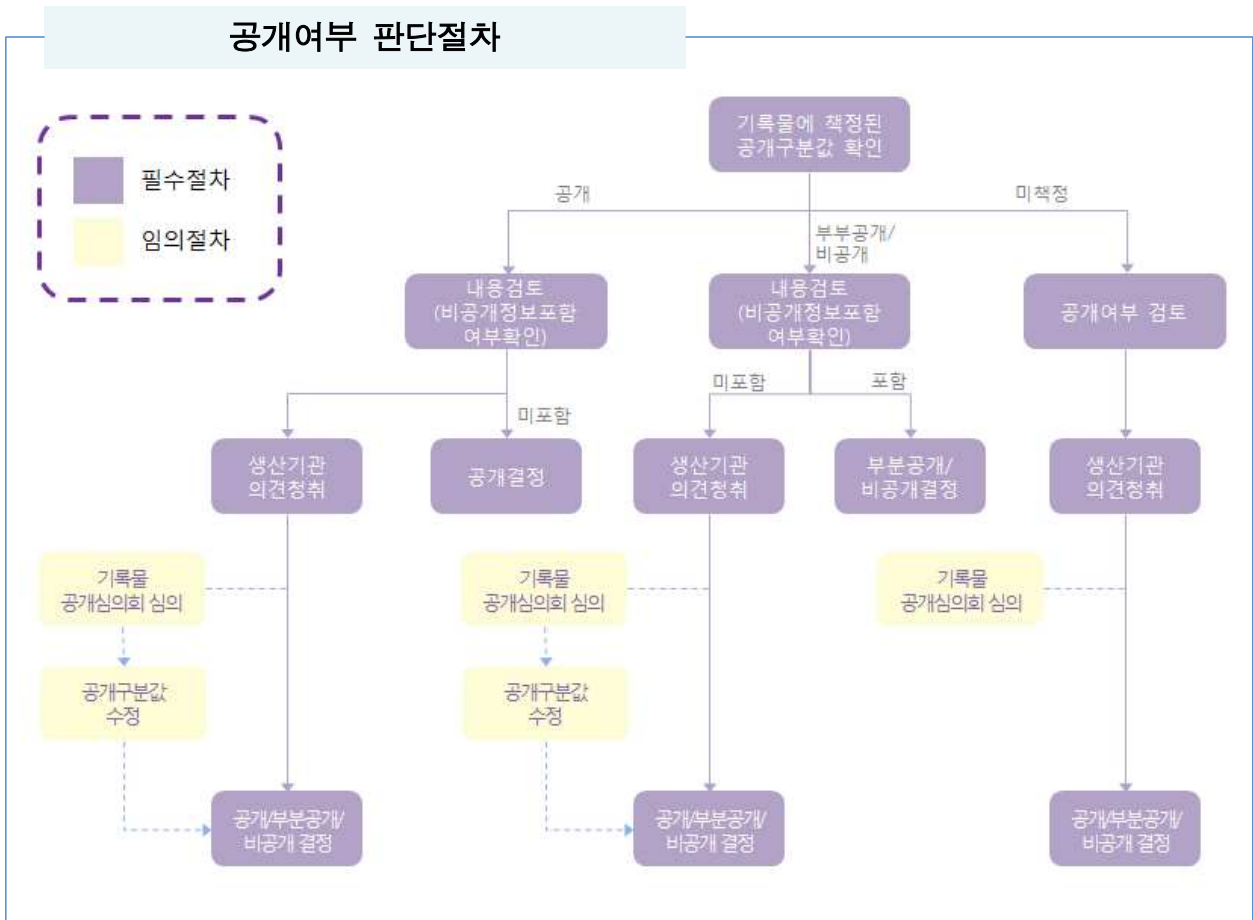 공개여부 판단절차
필수절차
임의절차
기록물에 책정된
공개구분값 확인
공개
부부공개/
비공개
미책정
내용검토
(비공개정보포함
여부확인)
내용검토
(비공개정보포함
여부확인)
공개여부 검토
미포함
미포함
포함
생산기관
의견청취
공개결정
생산기관
의견청취
부분공개/
비공개결정
생산기관
의견청취
기록물
공개심의회 심의
기록물
공개심의회 심의
기록물
공개심의회 심의
공개구분값
수정
공개구분값
수정
공개/부분공개/
비공개 결정
공개/부분공개/
비공개 결정
공개/부분공개/
비공개 결정